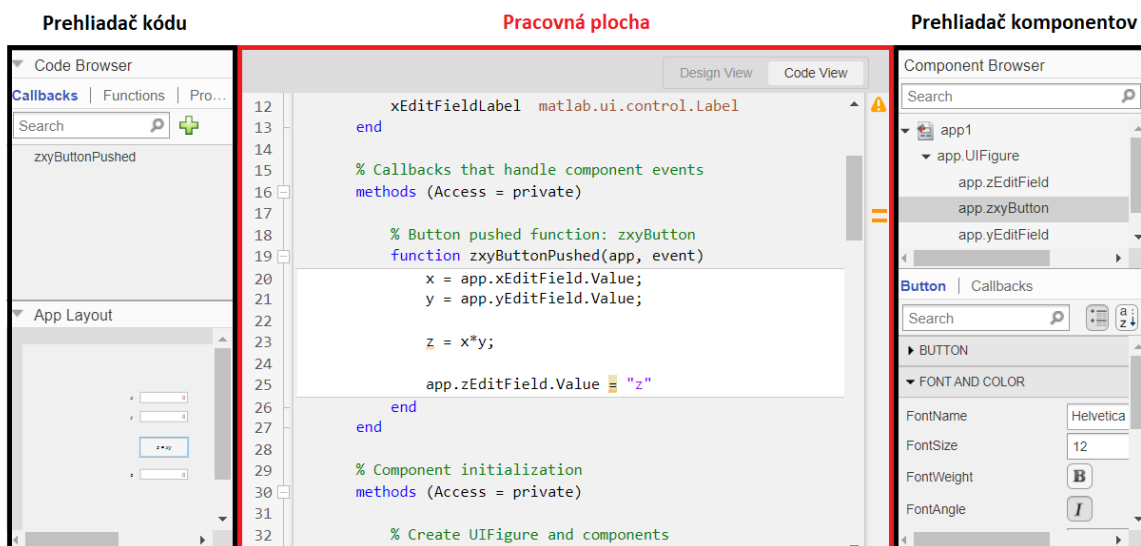 Prehliadač kódu
Pracovná plocha
Prehliadač komponentov
Code Browser
Callbacks | Functions | Pro...
Search
zxyButtonPushed
App Layout
x 0
y 0
z = xy
z 0
Design View Code View
12 xEditFieldLabel matlab.ui.control.Label
13 end
14
15 % Callbacks that handle component events
16 methods (Access = private)
17
18 % Button pushed function: zxyButton
19 function zxyButtonPushed(app, event)
20 x = app.xEditField.Value;
21 y = app.yEditField.Value;
22
23 z = x*y;
24
25 app.zEditField.Value = "z"
26 end
27 end
28
29 % Component initialization
30 methods (Access = private)
31
32 % Create UIFigure and components
Component Browser
Search
app1
app.UIFigure
app.zEditField
app.zxyButton
app.yEditField
Button | Callbacks
Search
a z
BUTTON
FONT AND COLOR
FontName Helvetica
FontSize 12
FontWeight B
FontAngle I